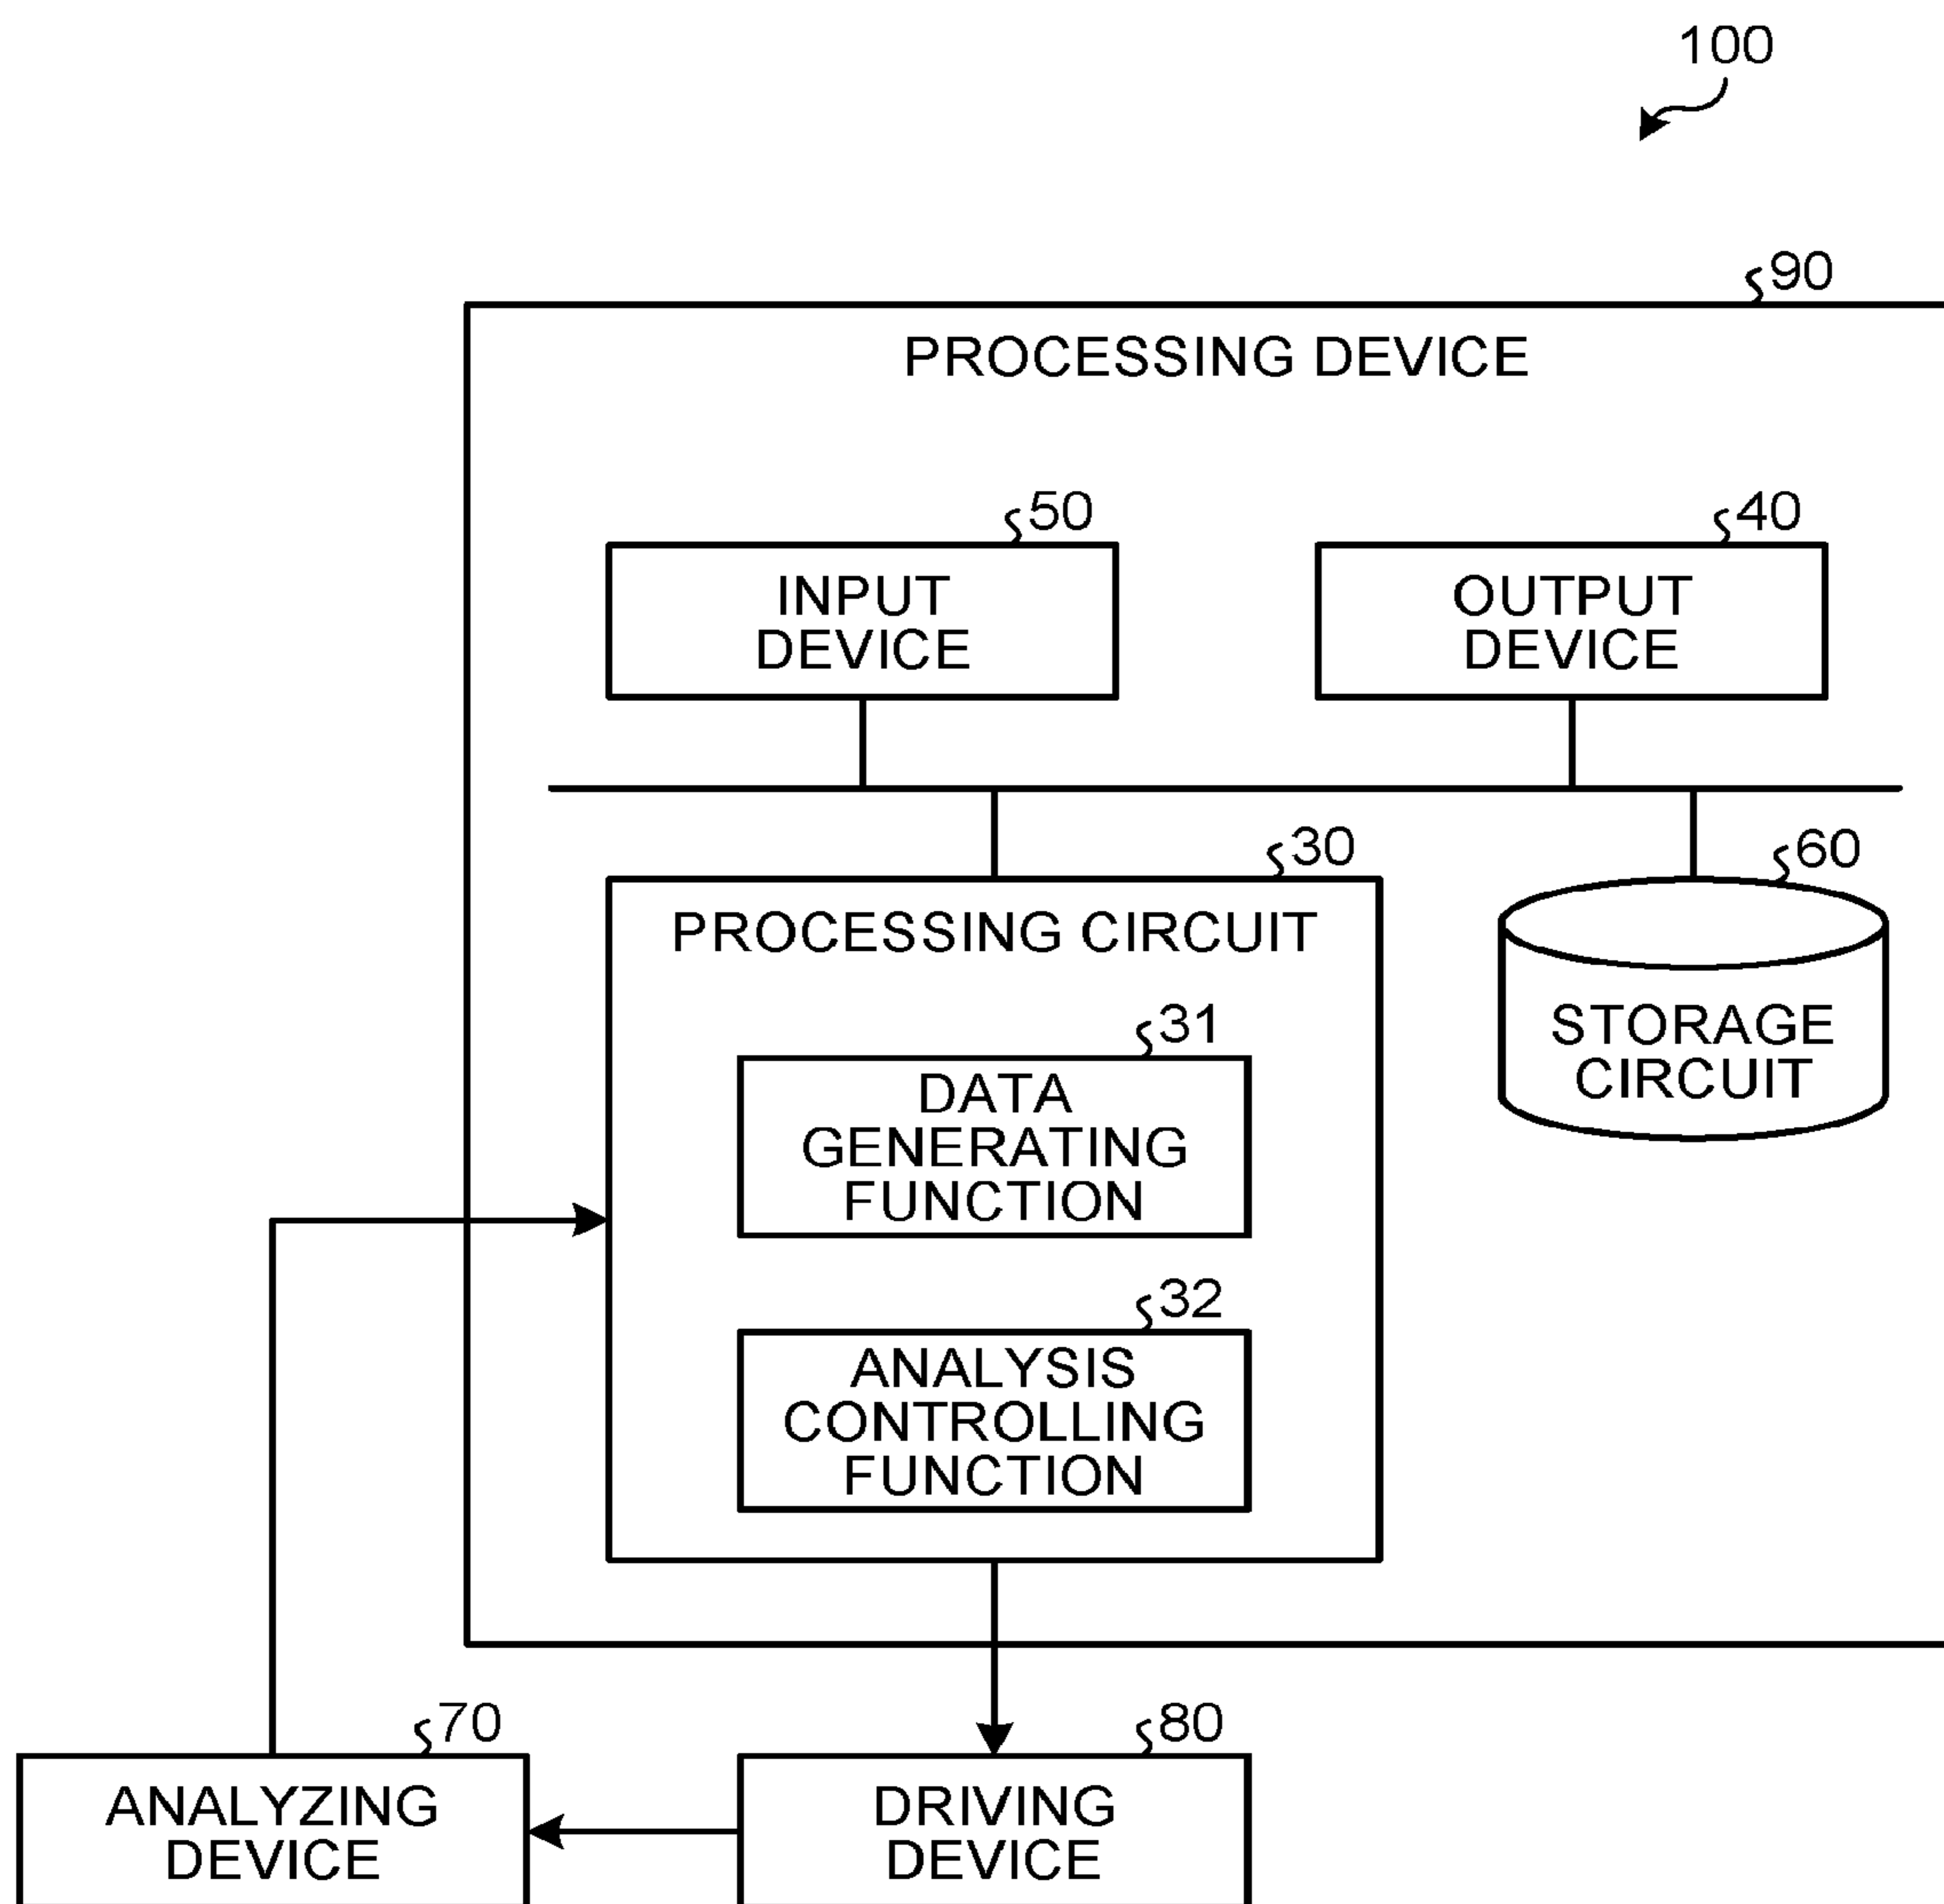 100
90
PROCESSING DEVICE
50
40
INPUT
DEVICE
OUTPUT
DEVICE
30
60
PROCESSING CIRCUIT
STORAGE
CIRCUIT
31
DATA
GENERATING
FUNCTION
32
ANALYSIS
CONTROLLING
FUNCTION
70
80
ANALYZING
DEVICE
DRIVING
DEVICE